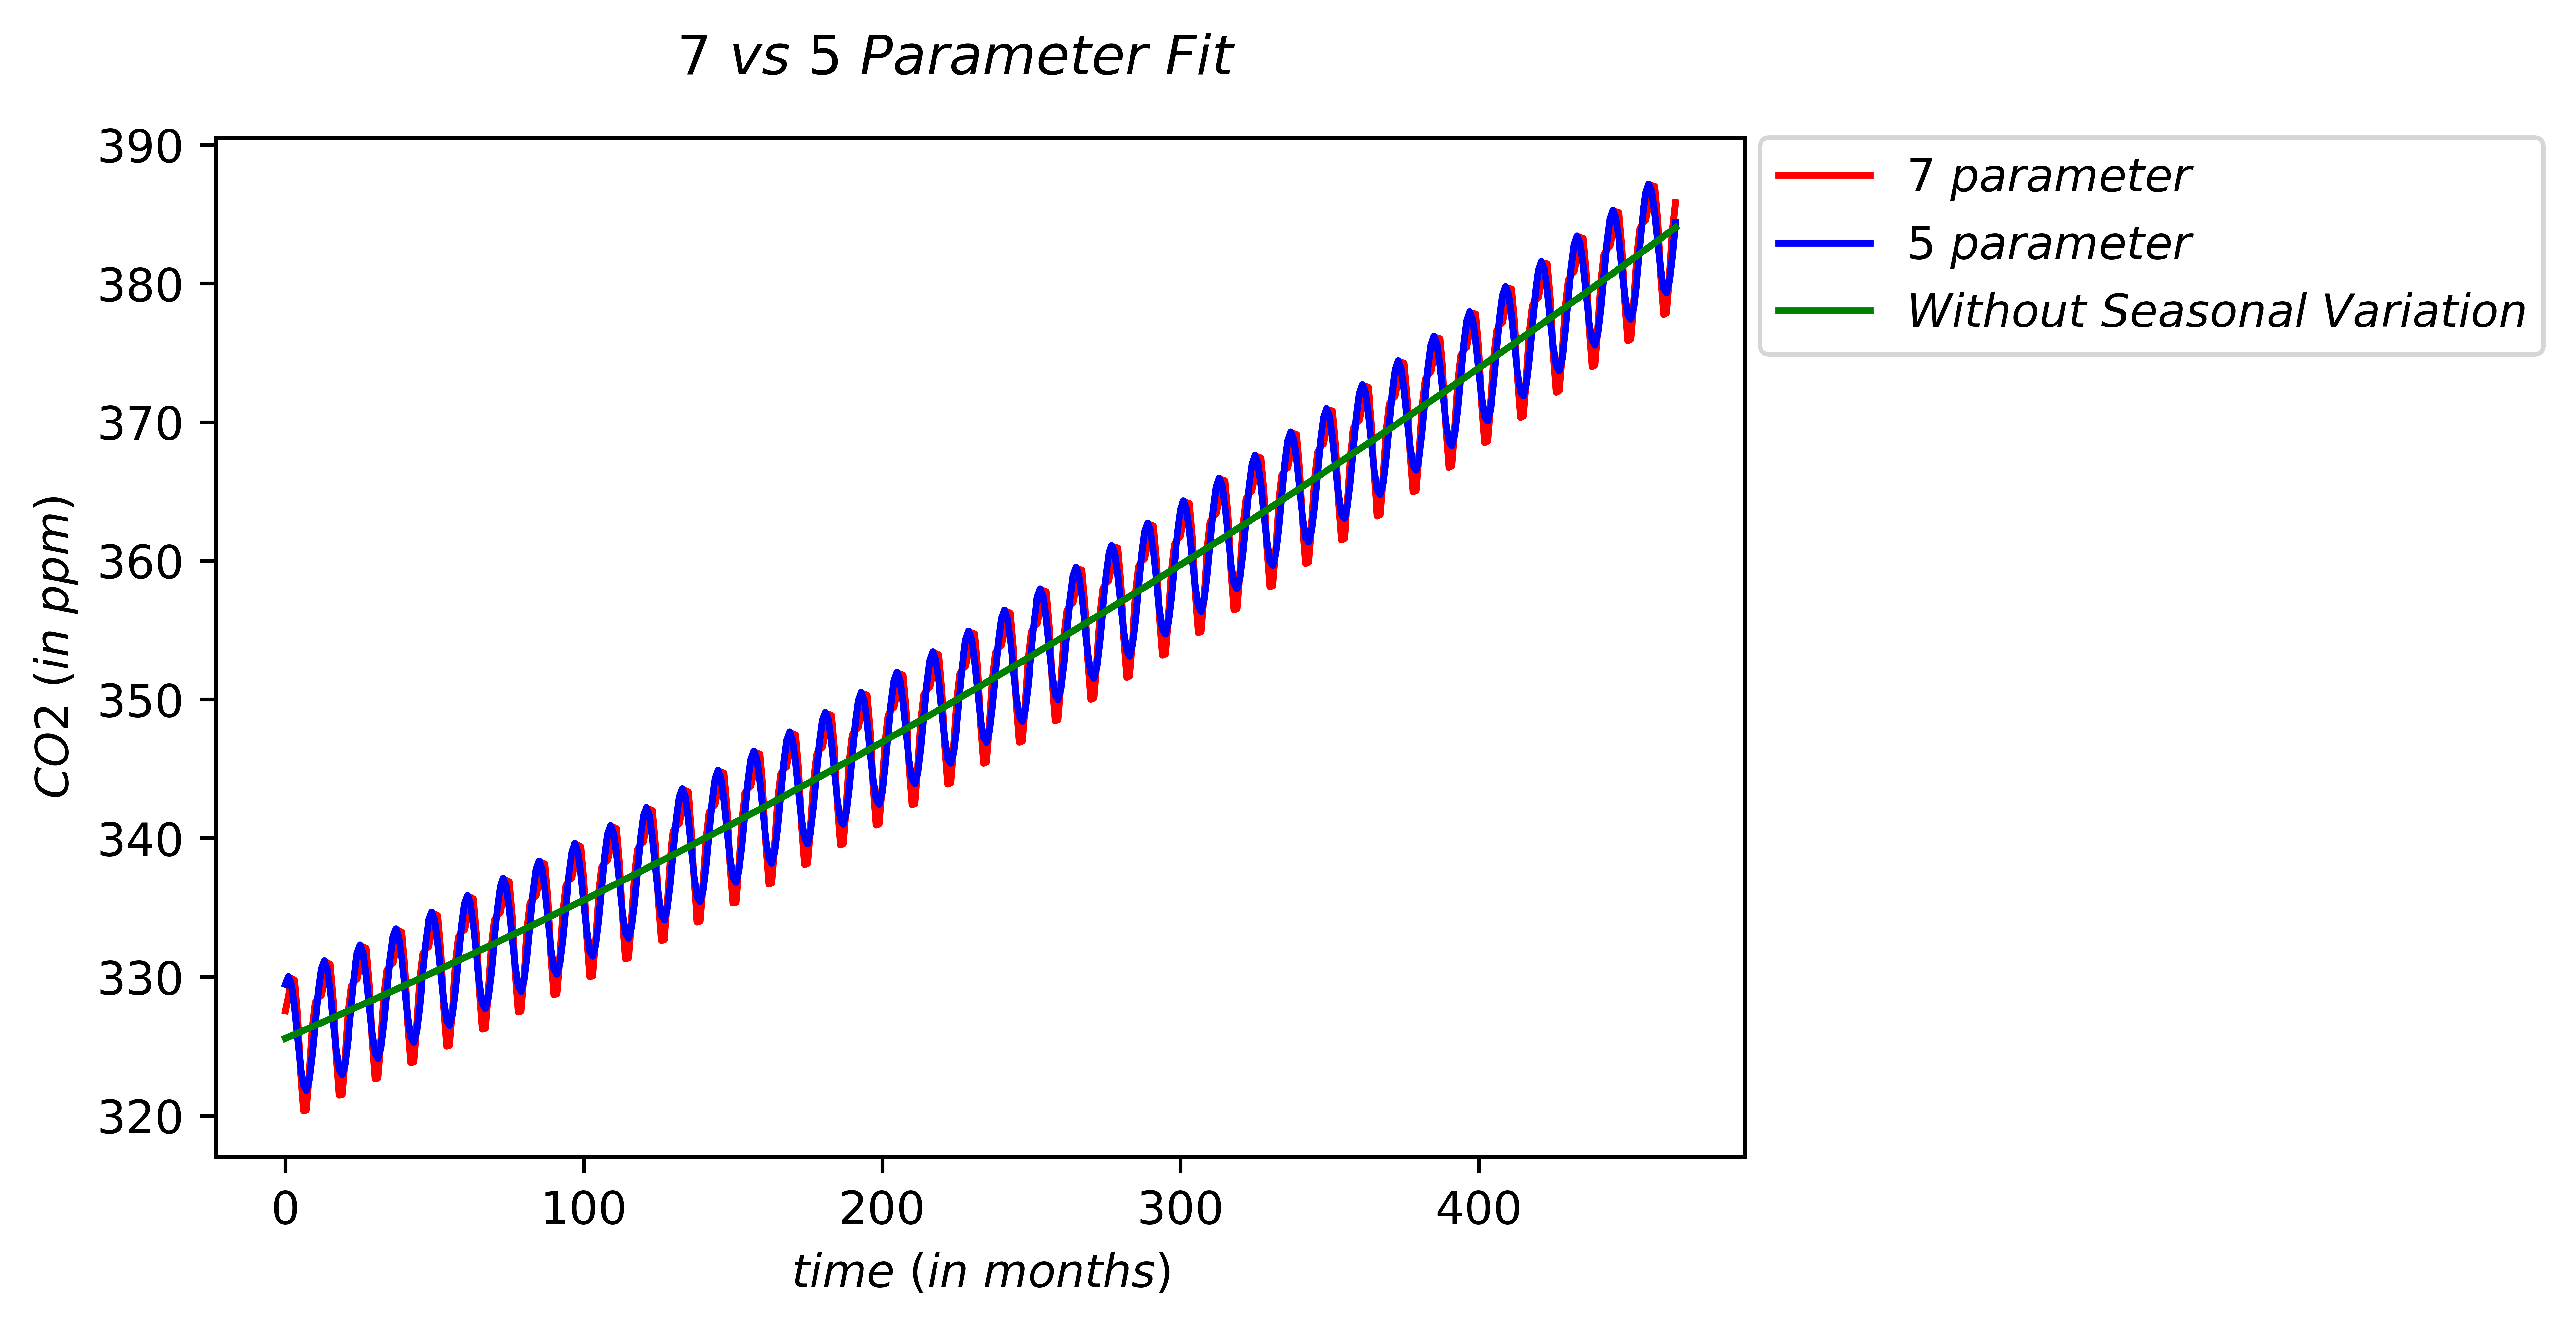 7 vs 5 Parameter Fit
390
380
370
360
350
340
330
320
CO2 (in ppm)
0 100 200 300 400
time (in months)
7 parameter
5 parameter
Without Seasonal Variation